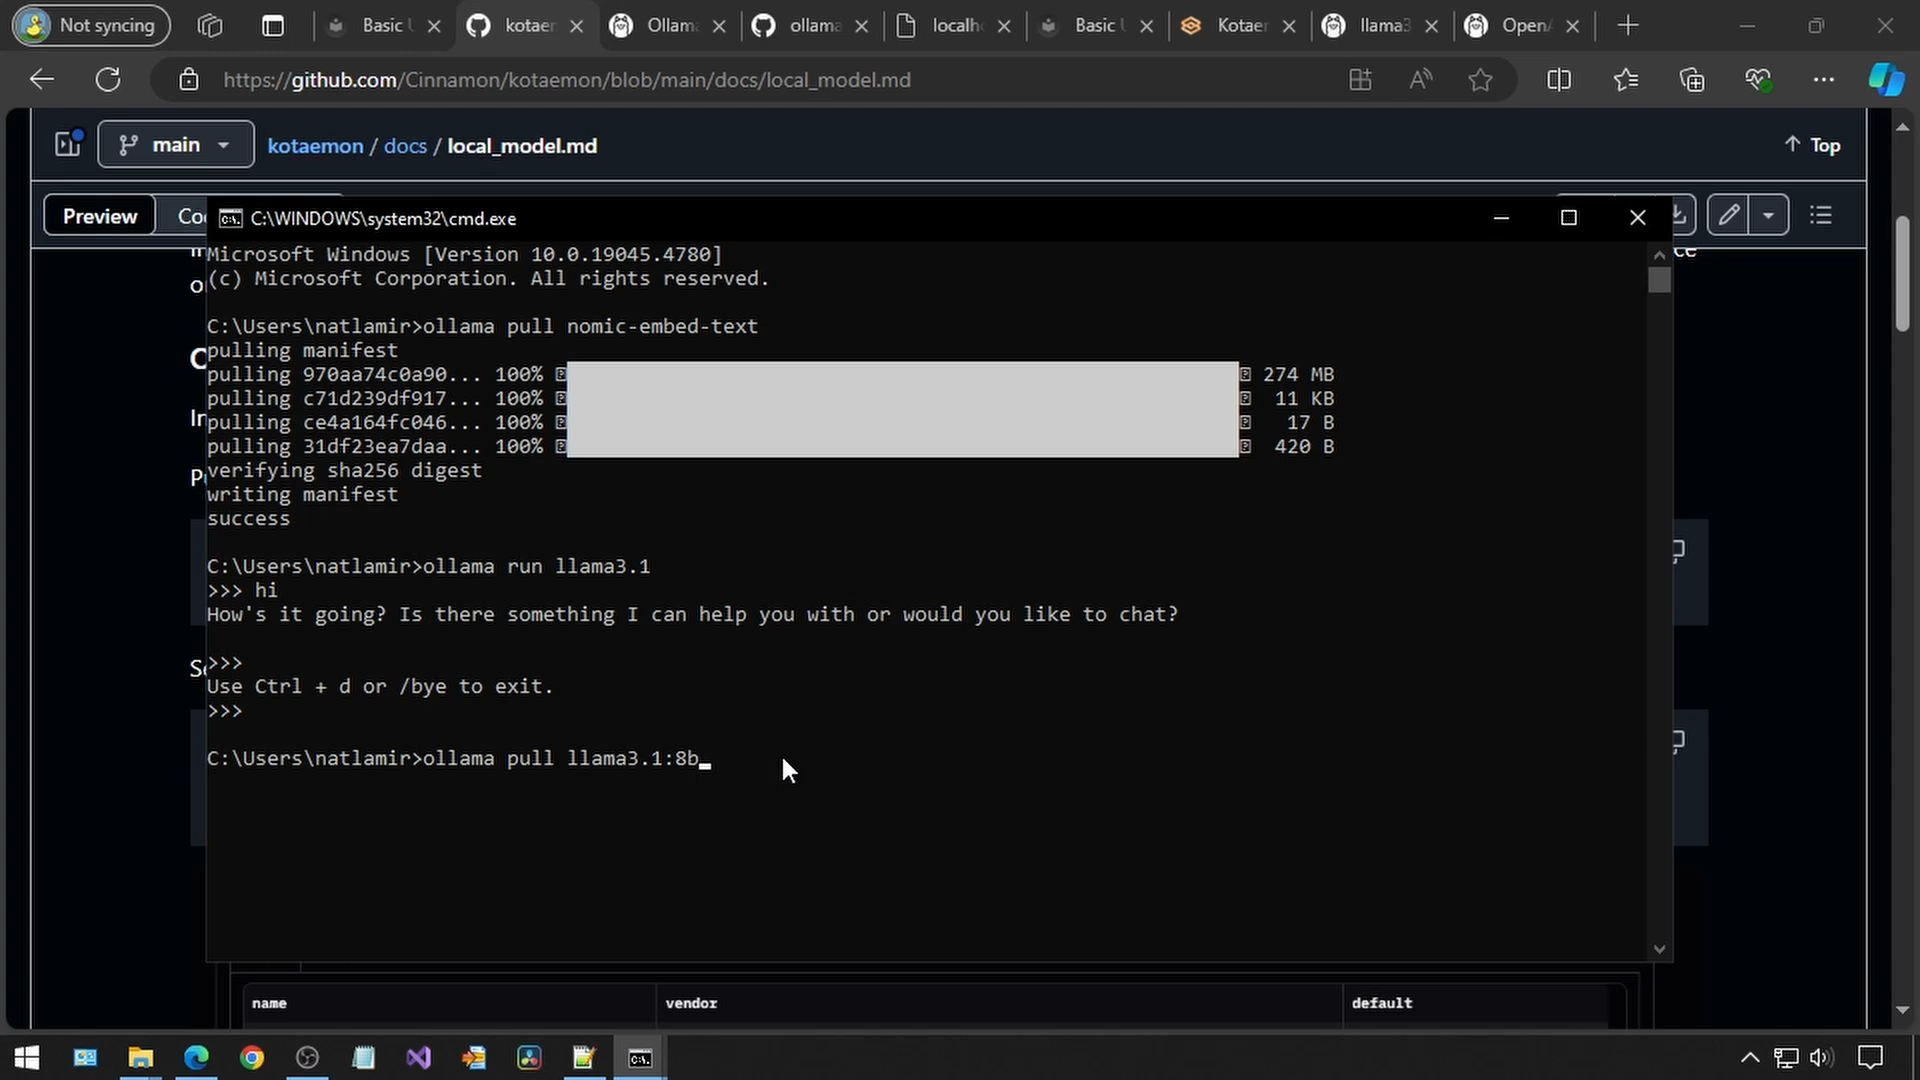 Not syncing
Basic U
kotaem
Ollam
ollama
localh
Basic U
Kotaer
llama3
OpenA
https://github.com/Cinnamon/kotaemon/blob/main/docs/local_model.md
main
kotaemon / docs / local_model.md
Top
Preview
C:\WINDOWS\system32\cmd.exe
Microsoft Windows [Version 10.0.19045.4780]
(c) Microsoft Corporation. All rights reserved.
C:\Users\natlamir>ollama pull nomic-embed-text
pulling manifest
pulling 970aa74c0a90... 100% 274 MB
pulling c71d239df917... 100% 11 KB
pulling ce4a164fc046... 100% 17 B
pulling 31df23ea7daa... 100% 420 B
verifying sha256 digest
writing manifest
success
C:\Users\natlamir>ollama run llama3.1
>>> hi
How's it going? Is there something I can help you with or would you like to chat?
>>>
Use Ctrl + d or /bye to exit.
>>>
C:\Users\natlamir>ollama pull llama3.1:8b_
name vendor default